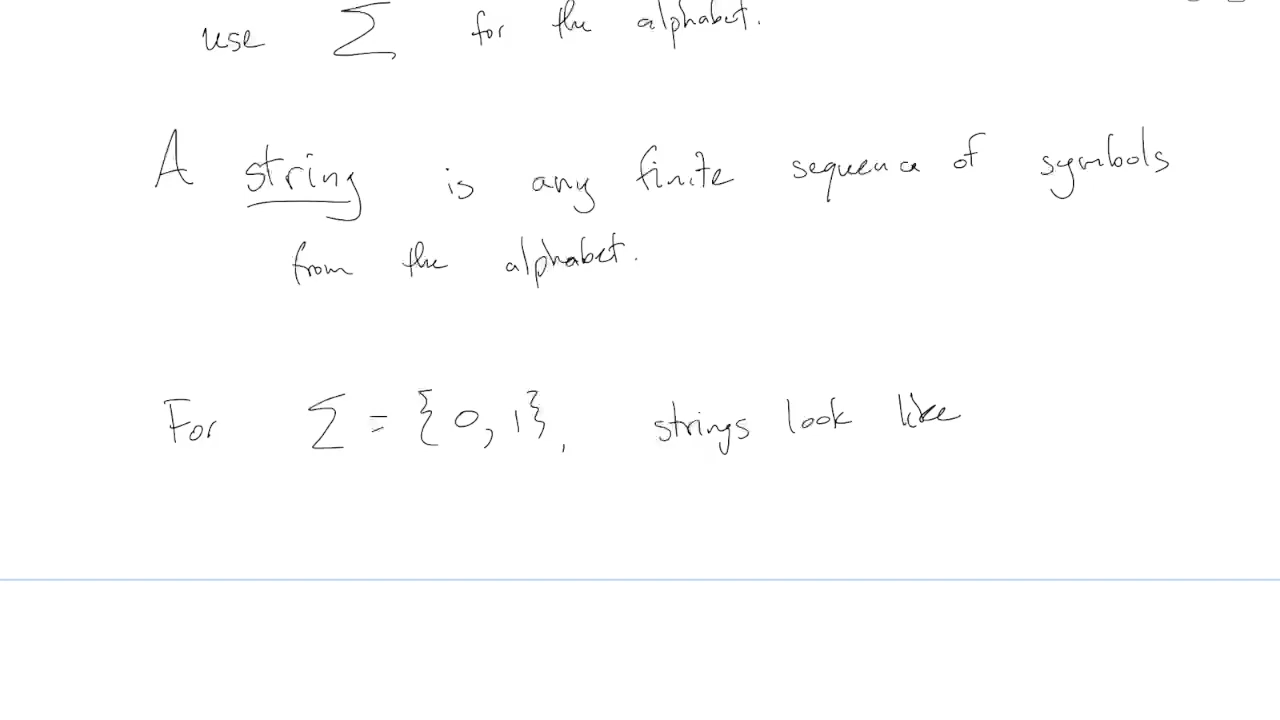 use Σ for the alphabet.
A string is any finite sequence of symbols
from the alphabet.
For Σ = {0, 1}, strings look like